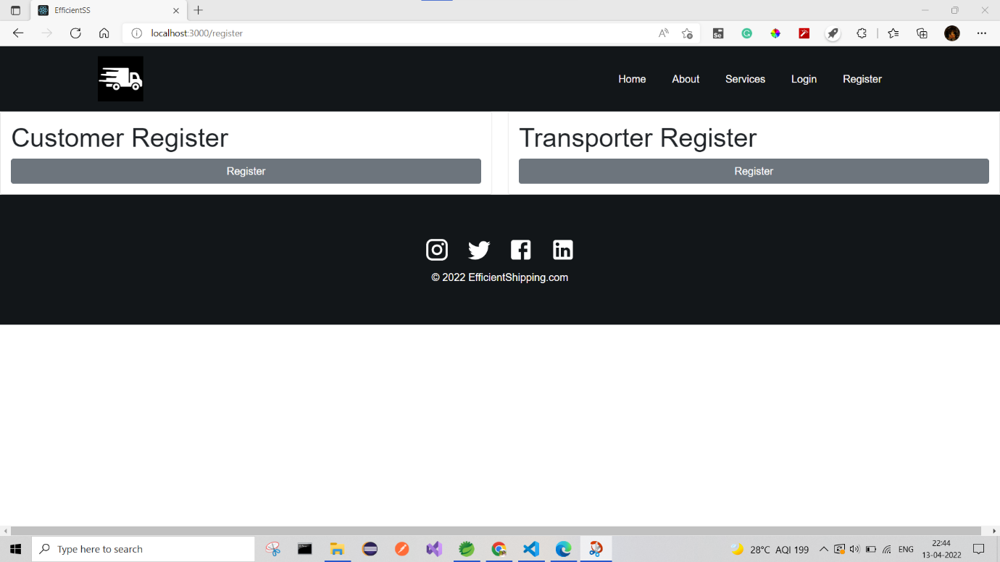 EfficientSS
localhost:3000/register
Home About Services Login Register
Customer Register
Register
Transporter Register
Register
© 2022 EfficientShipping.com
Type here to search
28°C AQI 199 ENG
22:44
13-04-2022